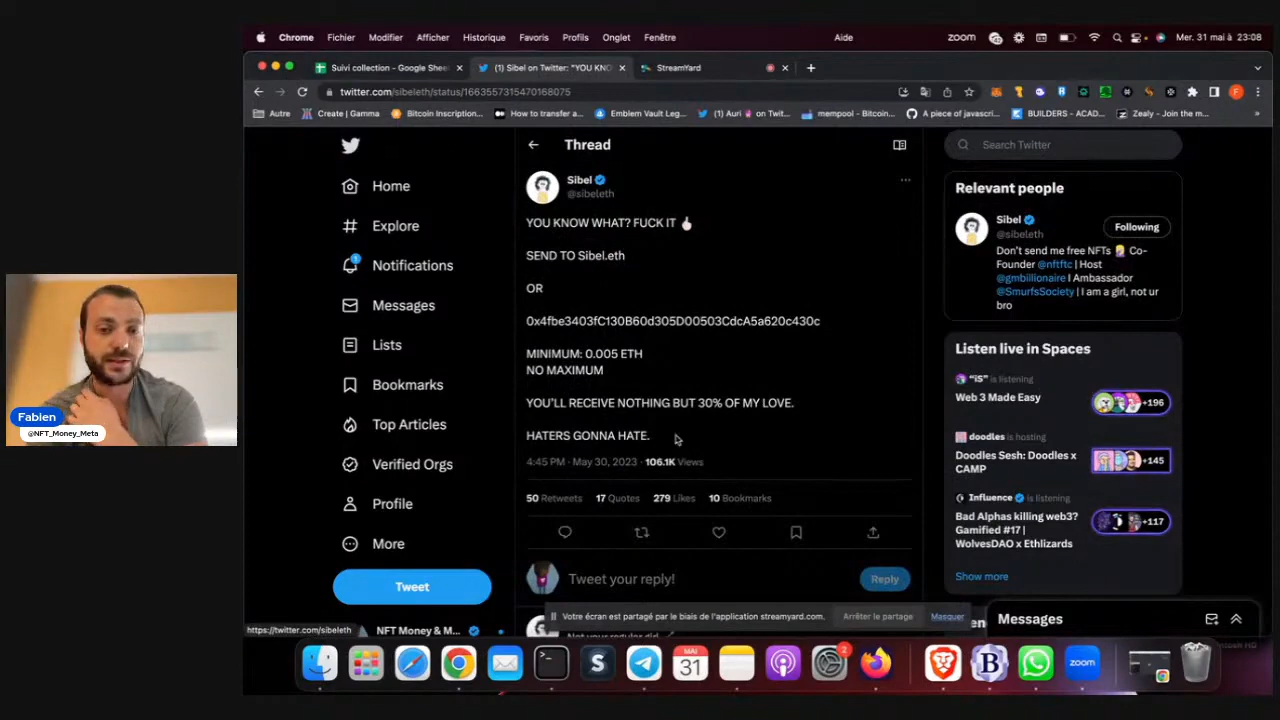 Chrome Fichier Modifier Afficher Historique Favoris Profils Onglet Fenêtre Aide zoom Mer. 31 mai à 23:08
Suivi collection - Google Shee
(1) Sibel on Twitter: "YOU KNO
StreamYard
twitter.com/sibeleth/status/1663557315470168075
Autre
Create | Gamma
Bitcoin Inscription...
How to transfer a...
Emblem Vault Leg...
(1) Auri on Twit...
mempool - Bitcoin...
A piece of javascri...
BUILDERS - ACAD...
Zealy - Join the m...
Home
Explore
Notifications
Messages
Lists
Bookmarks
Top Articles
Verified Orgs
Profile
More
Tweet
NFT Money & M...
https://twitter.com/sibeleth
Thread
Sibel
@sibeleth
YOU KNOW WHAT? FUCK IT
SEND TO Sibel.eth
OR
0x4fbe3403fC130B60d305D00503CdcA5a620c430c
MINIMUM: 0.005 ETH
NO MAXIMUM
YOU'LL RECEIVE NOTHING BUT 30% OF MY LOVE.
HATERS GONNA HATE.
4:45 PM · May 30, 2023 · 106.1K Views
50 Retweets 17 Quotes 279 Likes 10 Bookmarks
Tweet your reply!
Reply
Votre écran est partagé par le biais de l'application streamyard.com.
Arrêter le partage
Masquer
Not your regular girl
Search Twitter
Relevant people
Sibel
@sibeleth
Following
Don't send me free NFTs Co-
Founder @nftftc | Host
@gmbillionaire | Ambassador
@SmurfsSociety | I am a girl, not ur
bro
Listen live in Spaces
"iS" is listening
Web 3 Made Easy
+196
doodles is hosting
Doodles Sesh: Doodles x
CAMP
+145
Influence is listening
Bad Alphas killing web3?
Gamified #17 |
WolvesDAO x Ethlizards
+117
Show more
Messages
Fabien
@NFT_Money_Meta
MAI
31
2
zoom